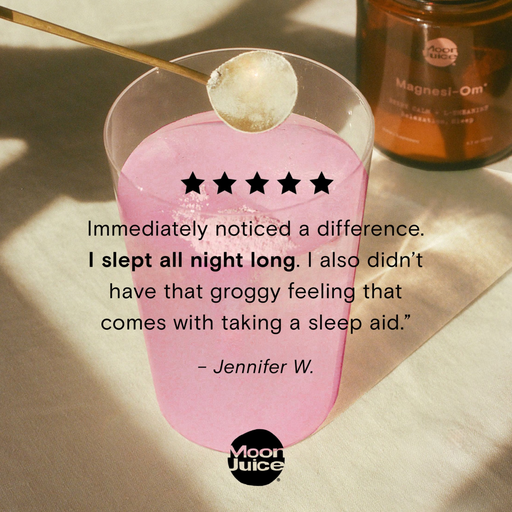 Moon
Juice
Magnesi-Om®
★★★★★
Immediately noticed a difference.
I slept all night long. I also didn’t
have that groggy feeling that
comes with taking a sleep aid.”
– Jennifer W.
Moon
Juice®